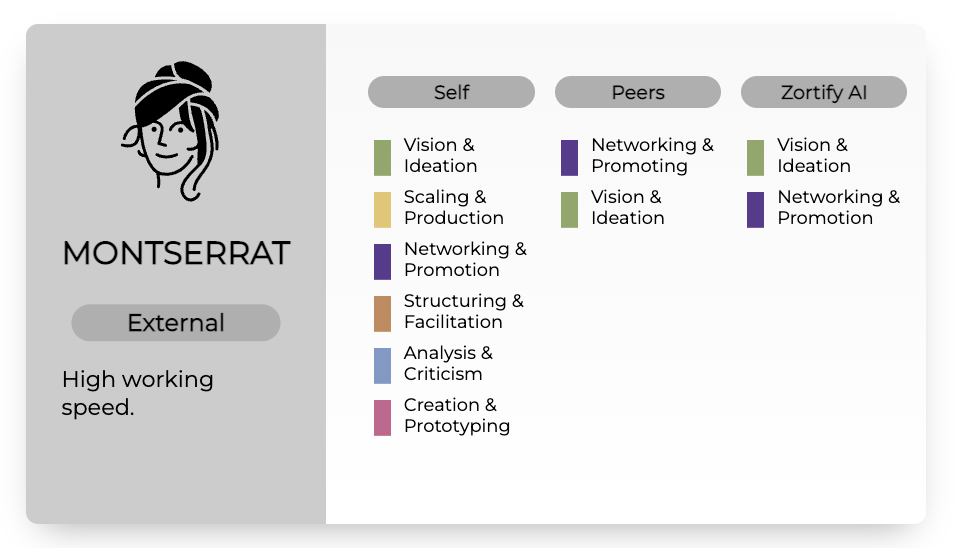 MONTSERRAT
External
High working
speed.
Self
Vision &
Ideation
Scaling &
Production
Networking &
Promotion
Structuring &
Facilitation
Analysis &
Criticism
Creation &
Prototyping
Peers
Networking &
Promoting
Vision &
Ideation
Zortify AI
Vision &
Ideation
Networking &
Promotion